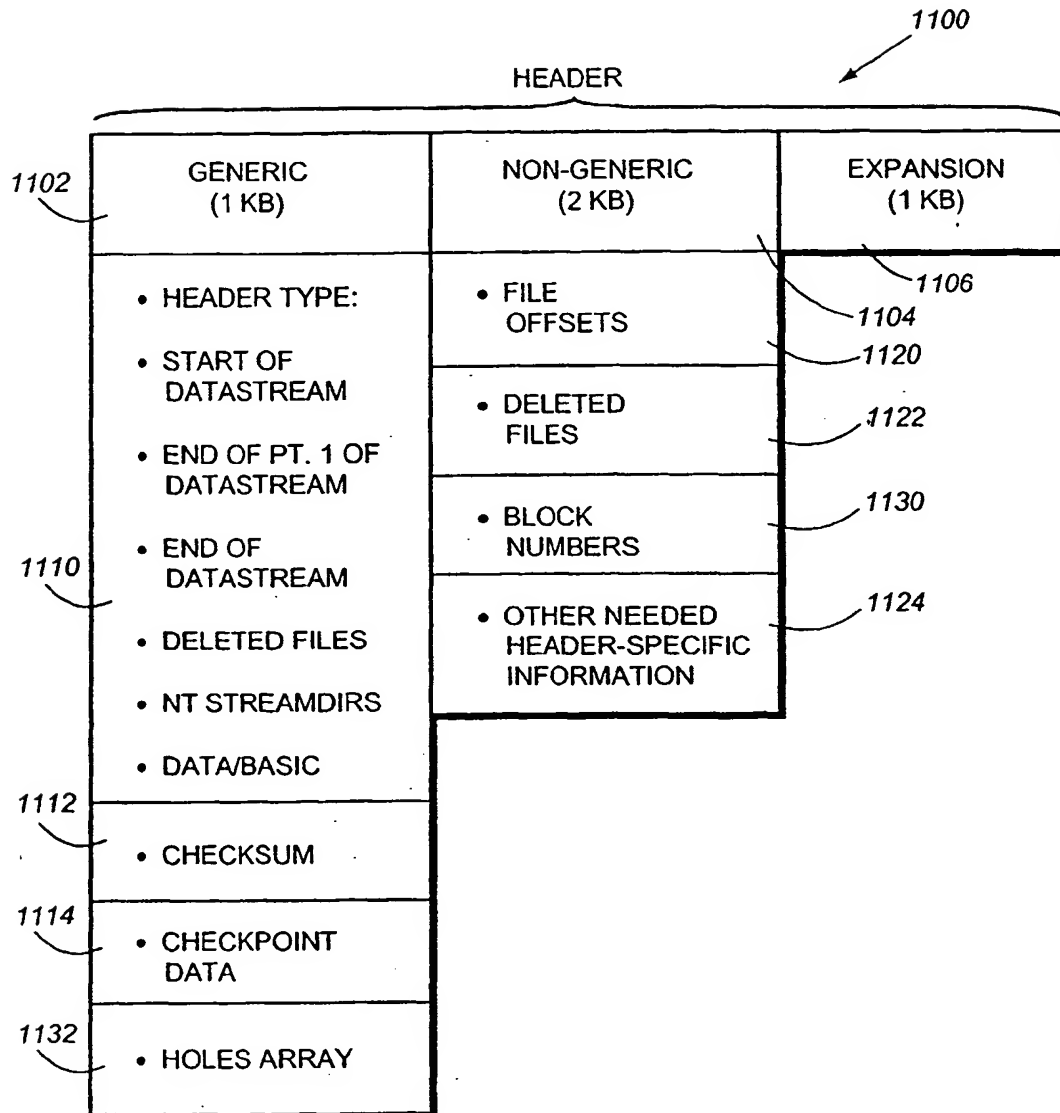 1100
HEADER
1102
GENERIC
(1 KB)
NON-GENERIC
(2 KB)
EXPANSION
(1 KB)
1106
1104
1110
• HEADER TYPE:
• START OF
DATASTREAM
• END OF PT. 1 OF
DATASTREAM
• END OF
DATASTREAM
• DELETED FILES
• NT STREAMDIRS
• DATA/BASIC
1112
• CHECKSUM
1114
• CHECKPOINT
DATA
1132
• HOLES ARRAY
• FILE
OFFSETS
1120
• DELETED
FILES
1122
• BLOCK
NUMBERS
1130
• OTHER NEEDED
HEADER-SPECIFIC
INFORMATION
1124